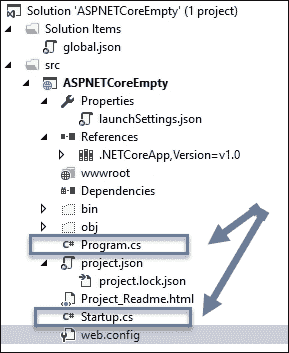 Solution 'ASPNETCoreEmpty' (1 project)
Solution Items
global.json
src
ASPNETCoreEmpty
Properties
launchSettings.json
References
.NETCoreApp,Version=v1.0
wwwroot
Dependencies
bin
obj
C# Program.cs
project.json
project.lock.json
Project_Readme.html
C# Startup.cs
web.config